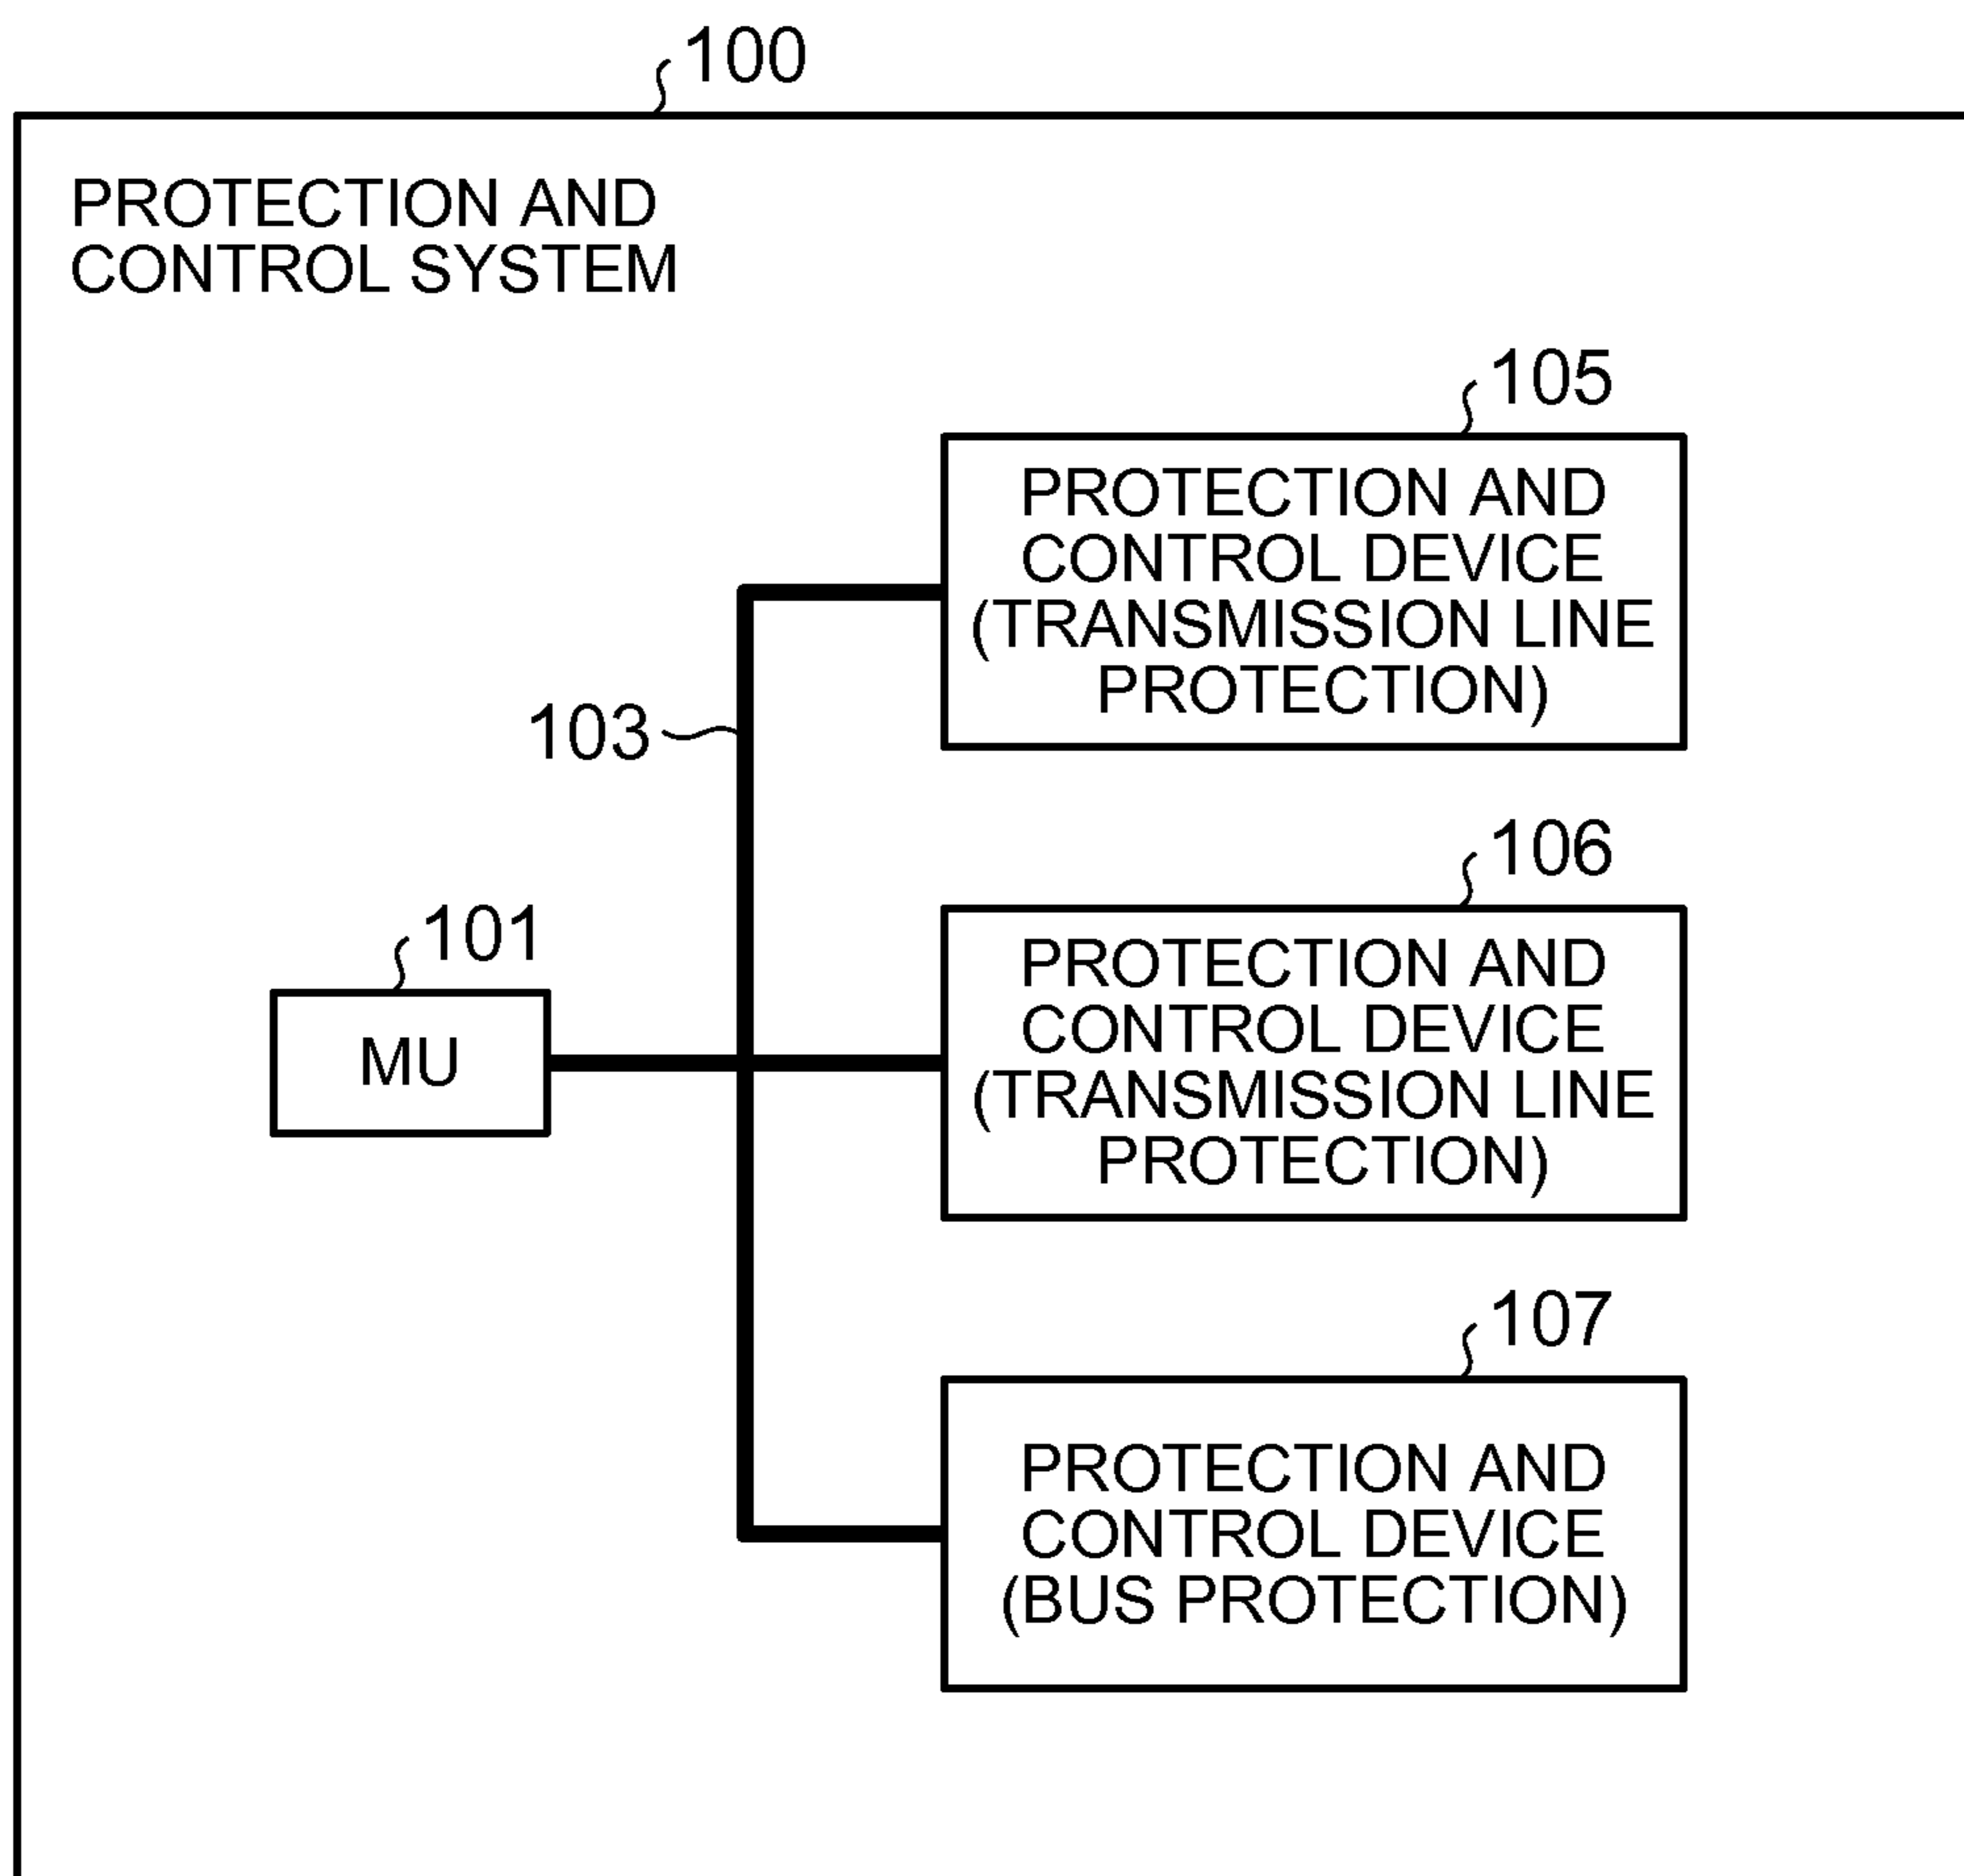 100
PROTECTION AND
CONTROL SYSTEM
105
PROTECTION AND
CONTROL DEVICE
(TRANSMISSION LINE
PROTECTION)
103
106
PROTECTION AND
CONTROL DEVICE
(TRANSMISSION LINE
PROTECTION)
101
MU
107
PROTECTION AND
CONTROL DEVICE
(BUS PROTECTION)